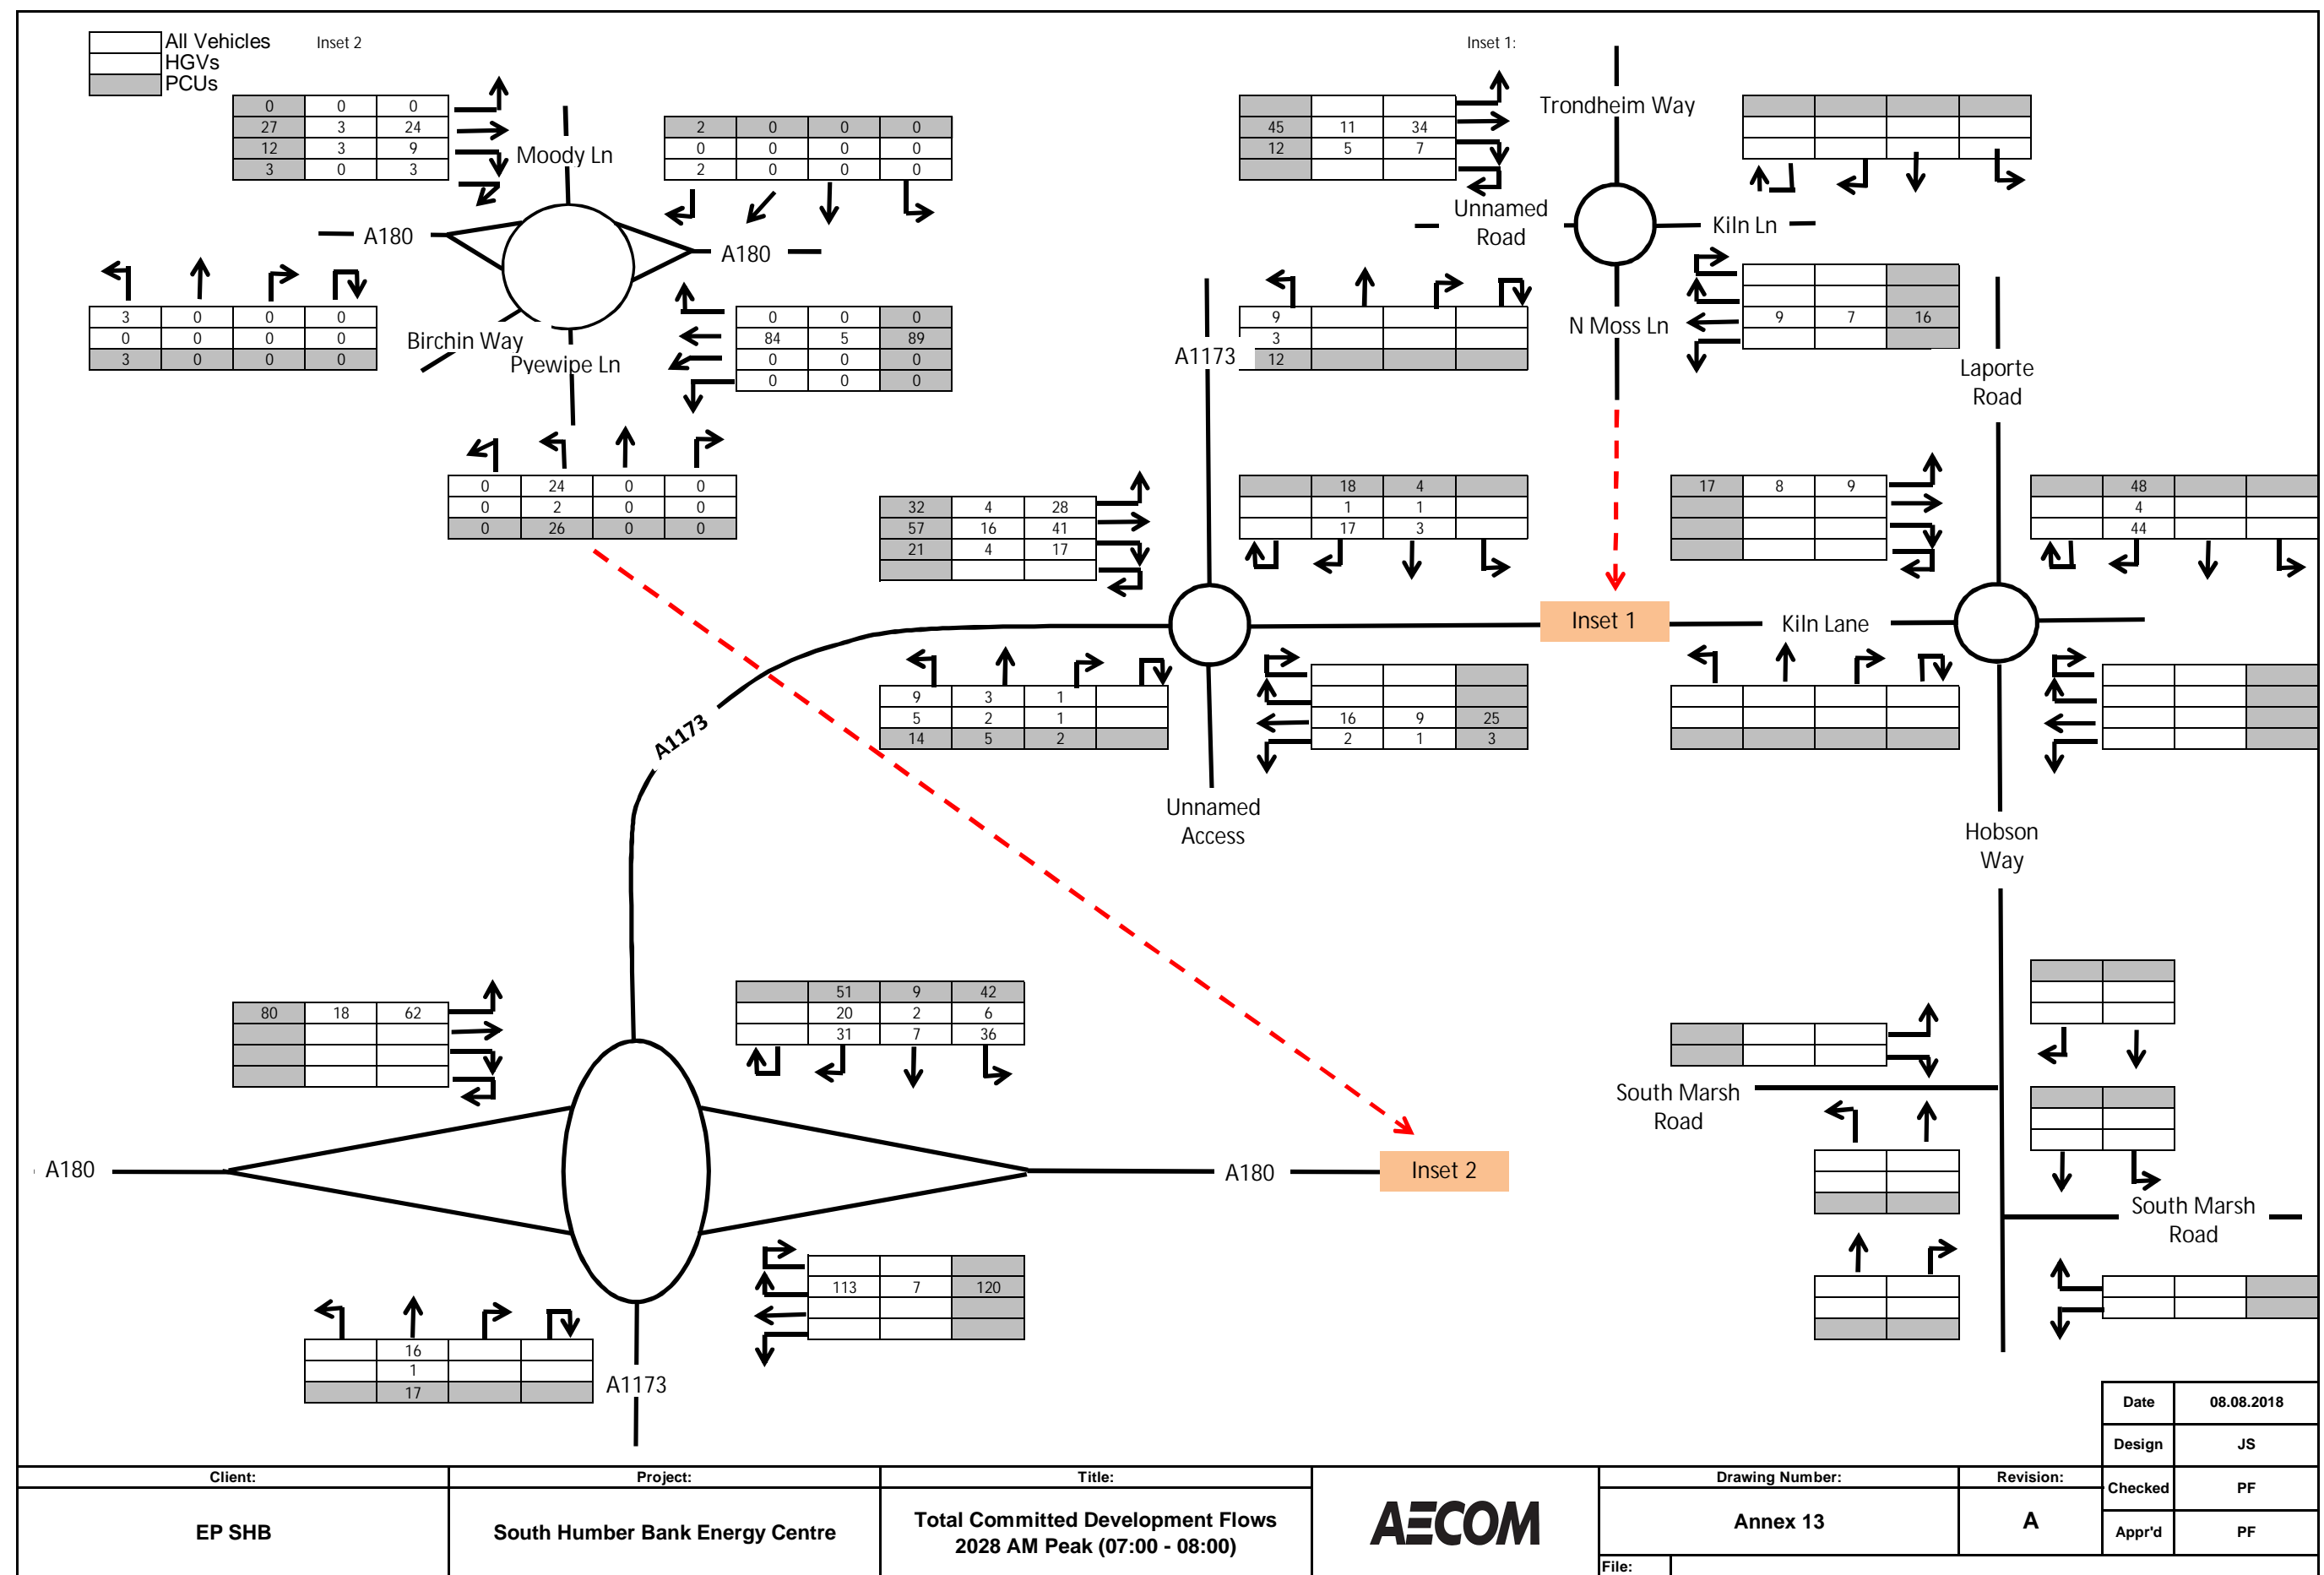 All Vehicles
HGVs
PCUs
Inset 2
0 0 0
27 3 24
12 3 9
3 0 3
Moody Ln
2 0 0 0
0 0 0 0
2 0 0 0
A180
A180
3 0 0 0
0 0 0 0
3 0 0 0
Birchin Way
Pyewipe Ln
0 0 0
84 5 89
0 0 0
0 0 0
0 24 0 0
0 2 0 0
0 26 0 0
Inset 1:
Trondheim Way
45 11 34
12 5 7
Unnamed
Road
Kiln Ln
9
3
12
N Moss Ln
9 7 16
A1173
Laporte
Road
32 4 28
57 16 41
21 4 17
18 4
1 1
17 3
17 8 9
48
4
44
Inset 1
Kiln Lane
9 3 1
5 2 1
14 5 2
16 9 25
2 1 3
A1173
Unnamed
Access
Hobson
Way
80 18 62
51 9 42
20 2 6
31 7 36
South Marsh
Road
A180
A180
Inset 2
South Marsh
Road
113 7 120
16
1
17
A1173
Date 08.08.2018
Design JS
Checked PF
Appr'd PF
Client:
EP SHB
Project:
South Humber Bank Energy Centre
Title:
Total Committed Development Flows
2028 AM Peak (07:00 - 08:00)
AECOM
Drawing Number:
Annex 13
Revision:
A
File: